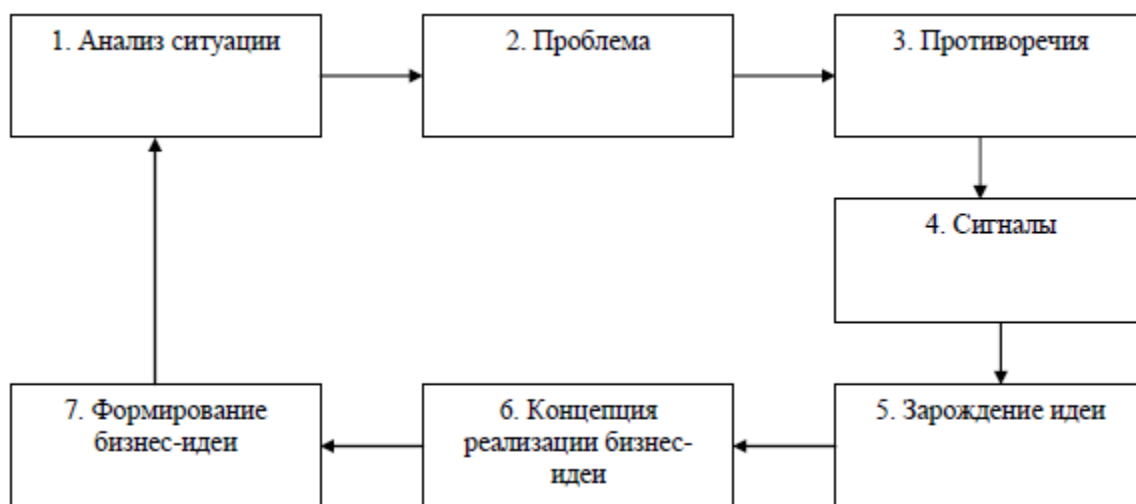 1. Анализ ситуации
2. Проблема
3. Противоречия
4. Сигналы
5. Зарождение идеи
6. Концепция
реализации бизнес-
идеи
7. Формирование
бизнес-идеи